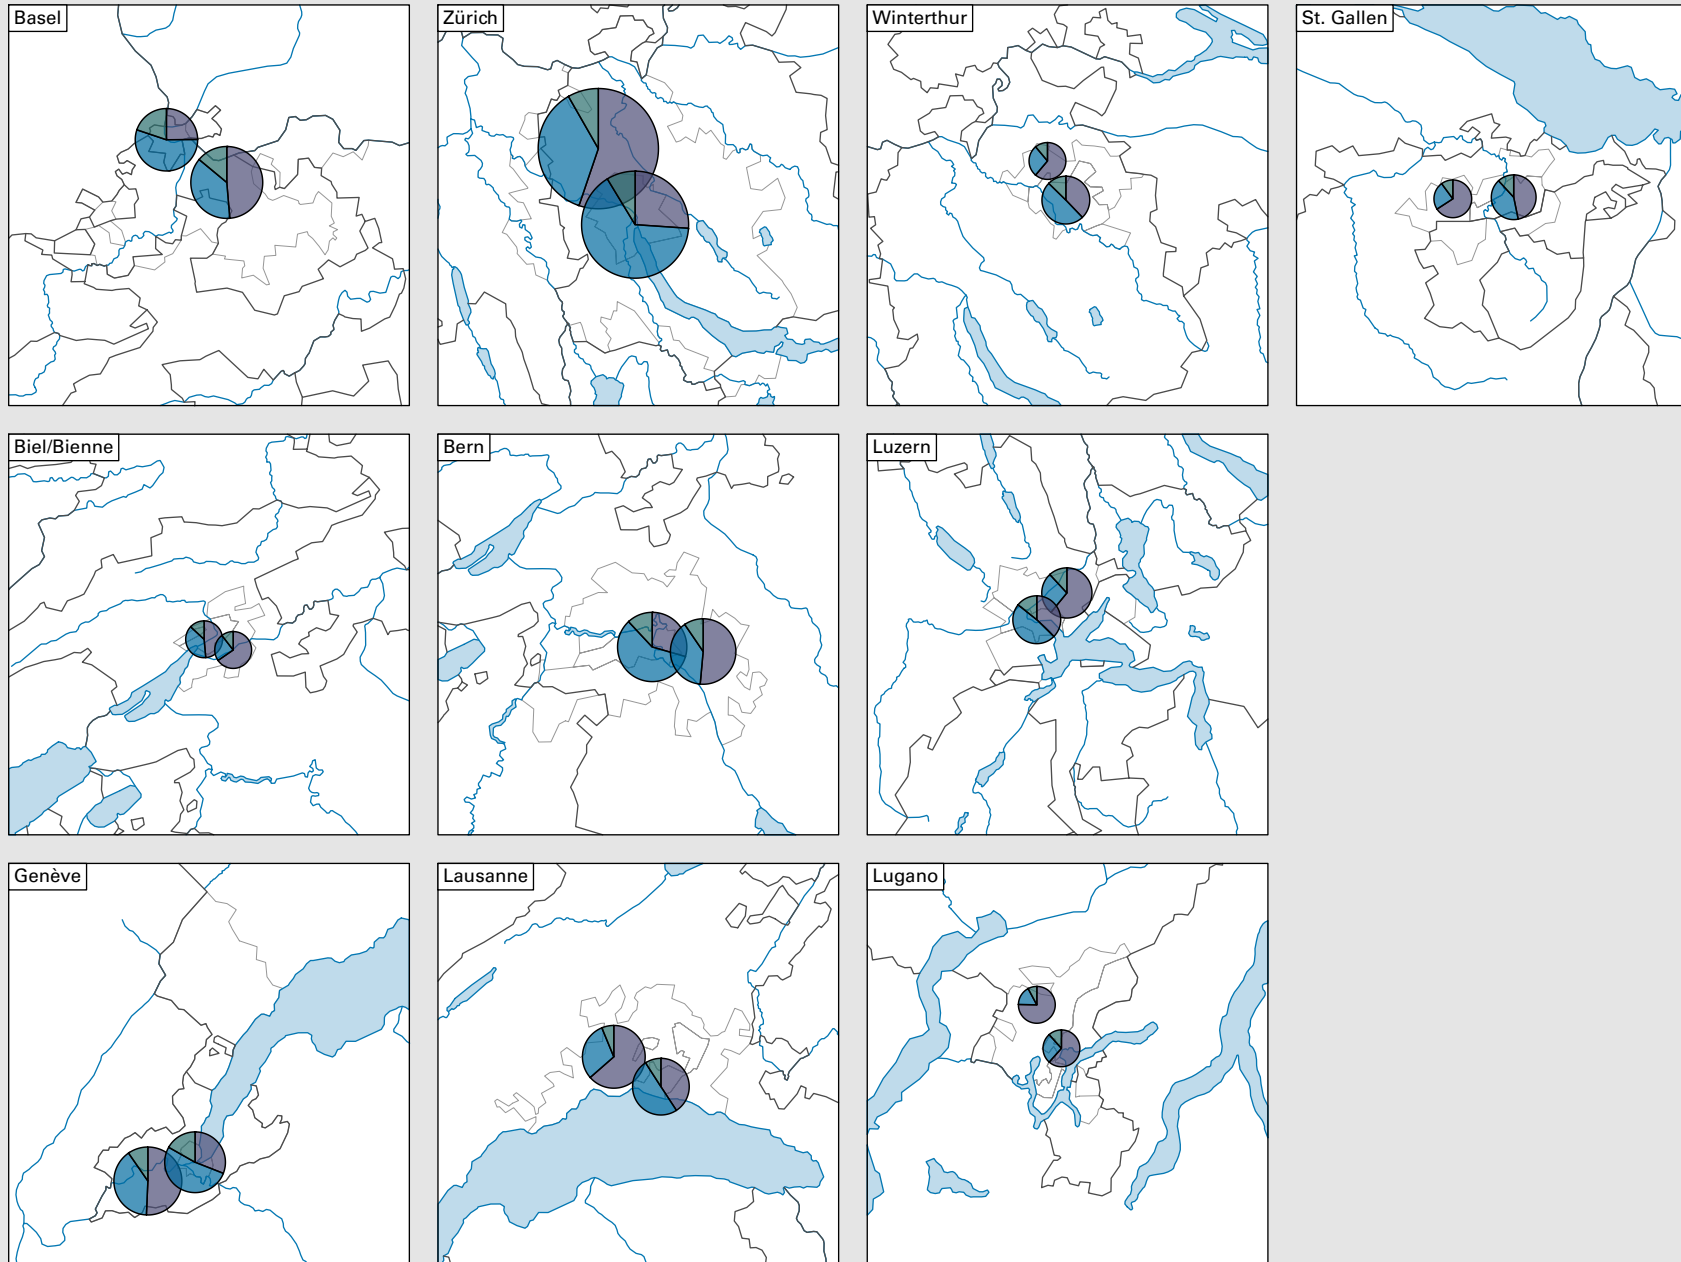 Basel
Zürich
Winterthur
St. Gallen
Biel/Bienne
Bern
Luzern
Genève
Lausanne
Lugano